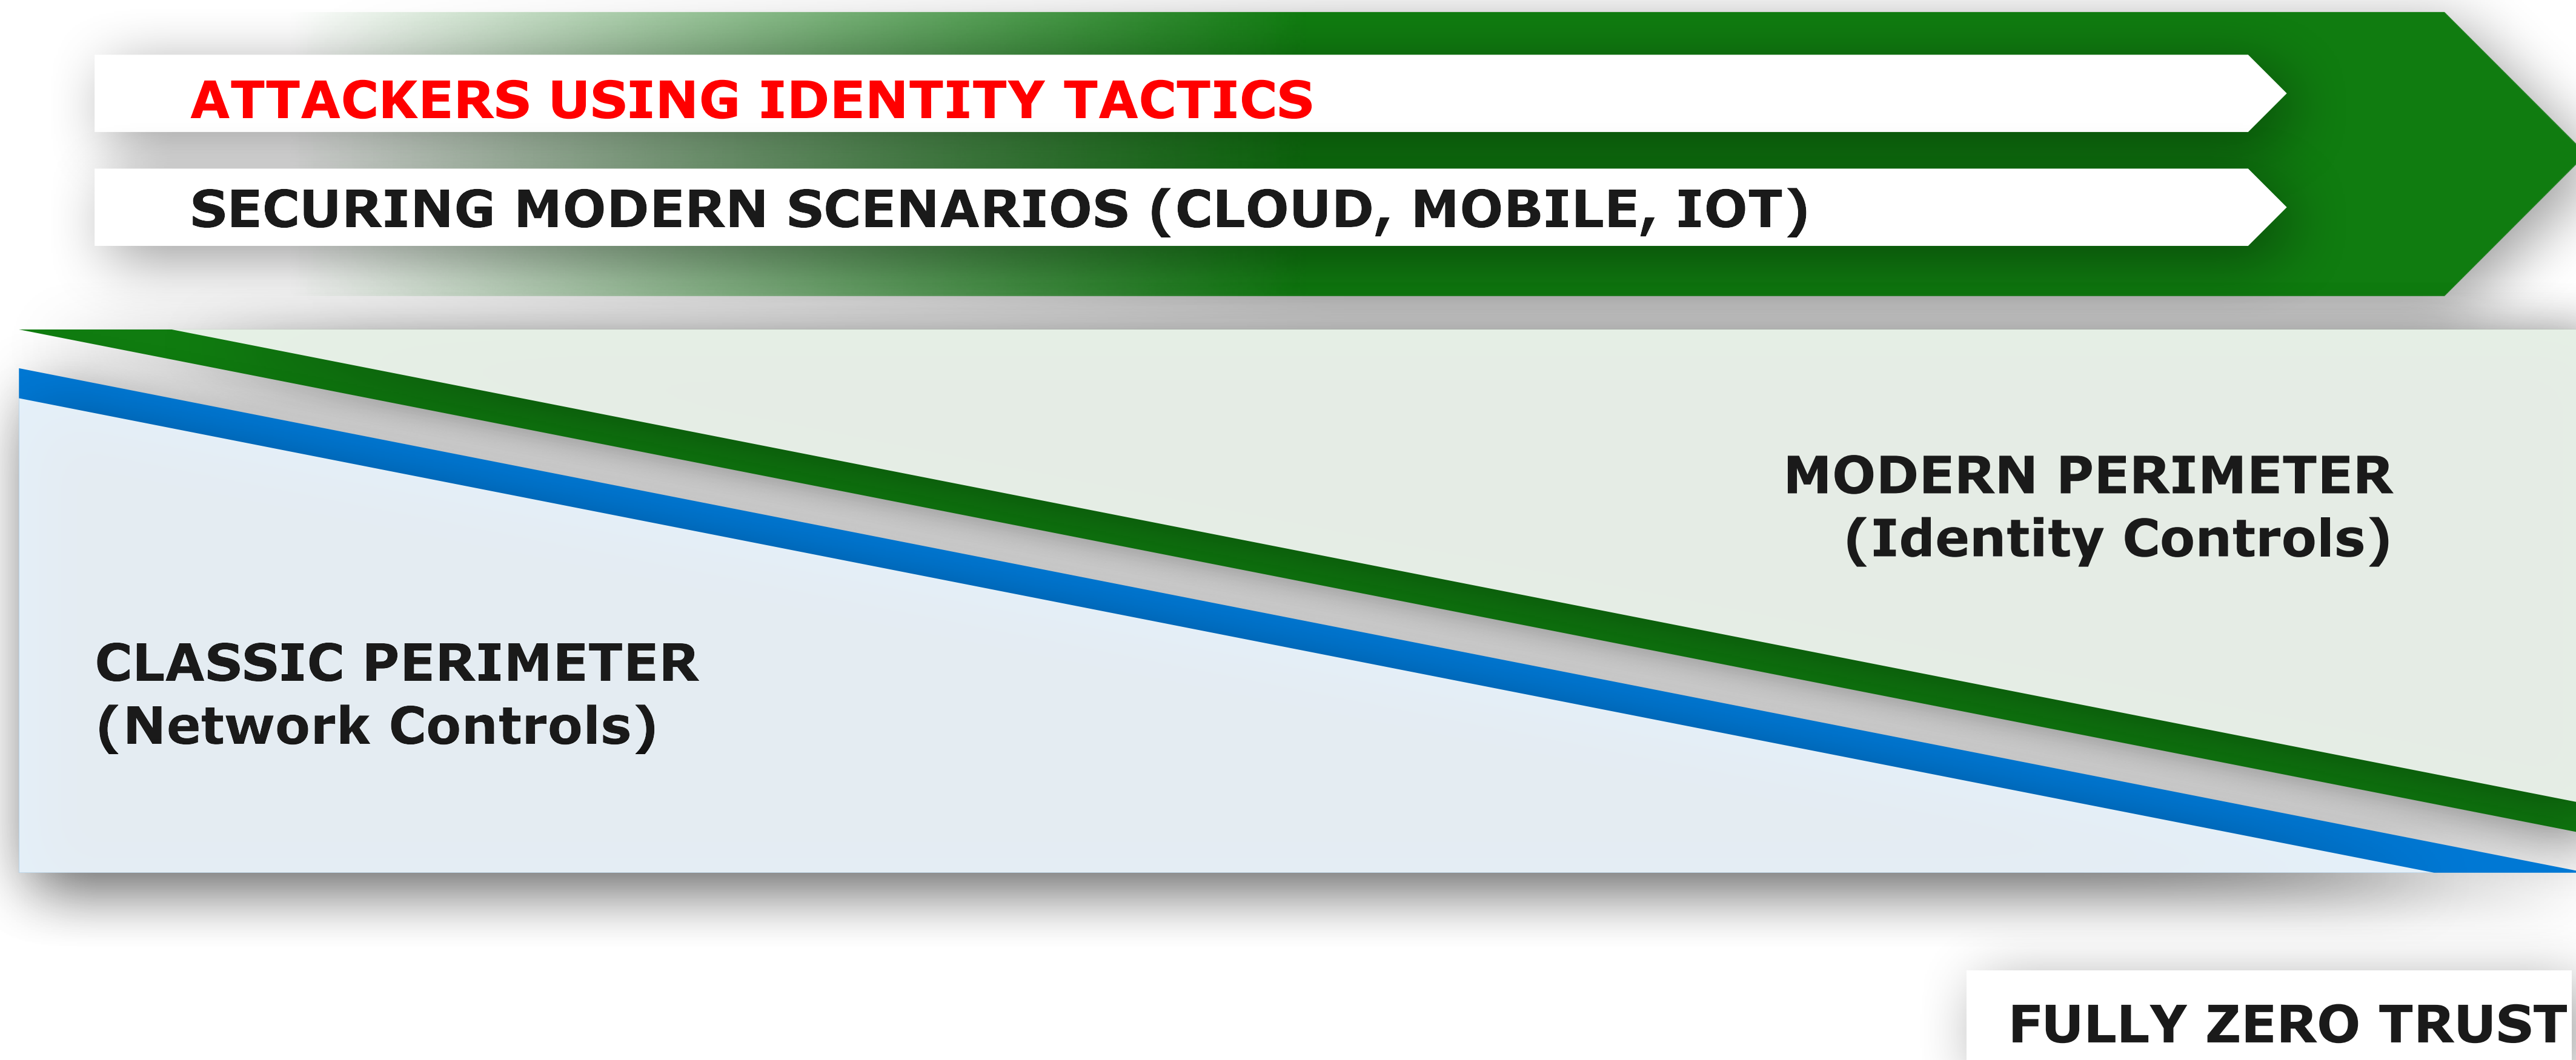 ATTACKERS USING IDENTITY TACTICS
SECURING MODERN SCENARIOS (CLOUD, MOBILE, IOT)
MODERN PERIMETER
(Identity Controls)
CLASSIC PERIMETER
(Network Controls)
FULLY ZERO TRUST